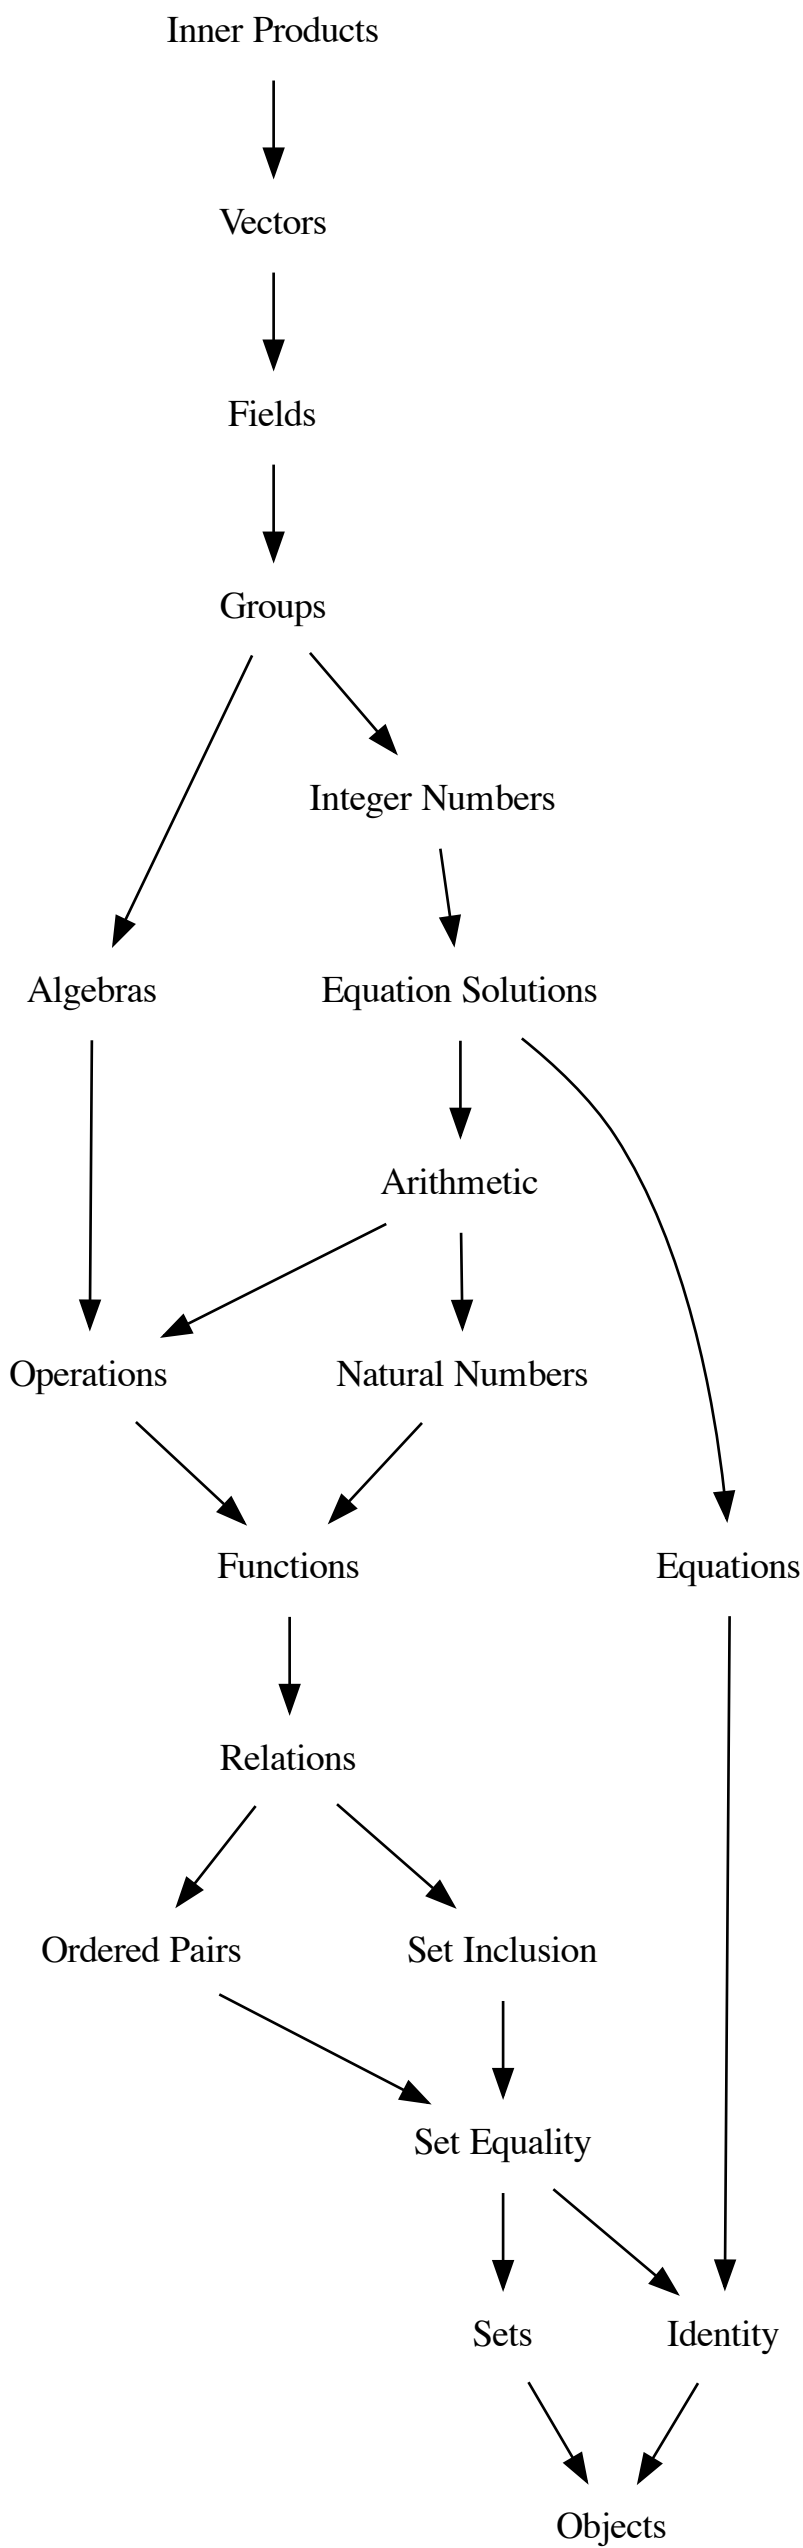 Inner Products
Vectors
Fields
Groups
Integer Numbers
Algebras
Equation Solutions
Arithmetic
Operations
Natural Numbers
Functions
Equations
Relations
Ordered Pairs
Set Inclusion
Set Equality
Sets
Identity
Objects